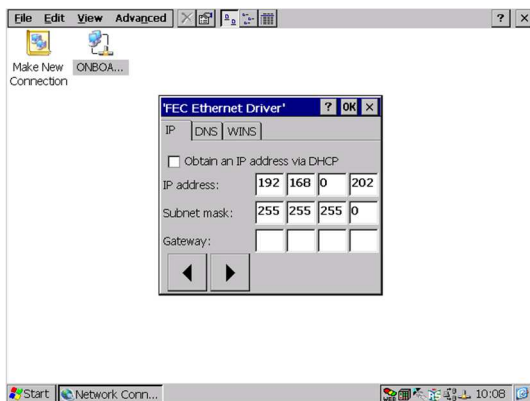 File Edit View Advanced ? ×
Make New
Connection
ONBOA...
'FEC Ethernet Driver' ? OK ×
IP DNS WINS
Obtain an IP address via DHCP
IP address: 192 168 0 202
Subnet mask: 255 255 255 0
Gateway:
Start Network Conn... 10:08